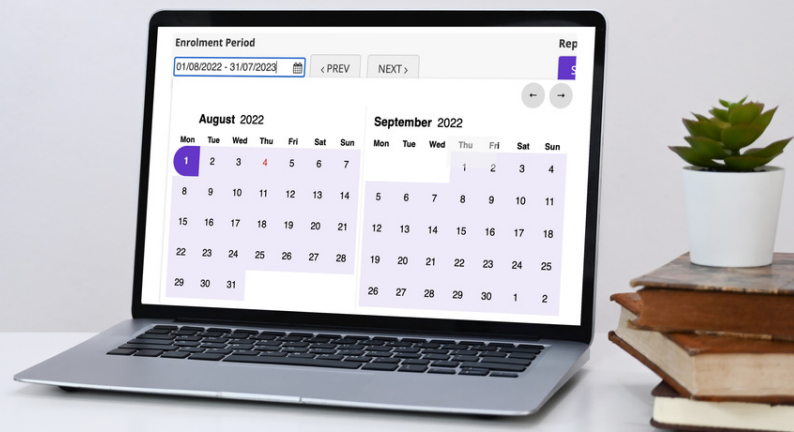 Enrolment Period
Rep
01/08/2022 - 31/07/2023
‹ PREV
NEXT ›
← →
August 2022
Mon Tue Wed Thu Fri Sat Sun
1 2 3 4 5 6 7
8 9 10 11 12 13 14
15 16 17 18 19 20 21
22 23 24 25 26 27 28
29 30 31
September 2022
Mon Tue Wed Thu Fri Sat Sun
1 2 3 4
5 6 7 8 9 10 11
12 13 14 15 16 17 18
19 20 21 22 23 24 25
26 27 28 29 30 1 2